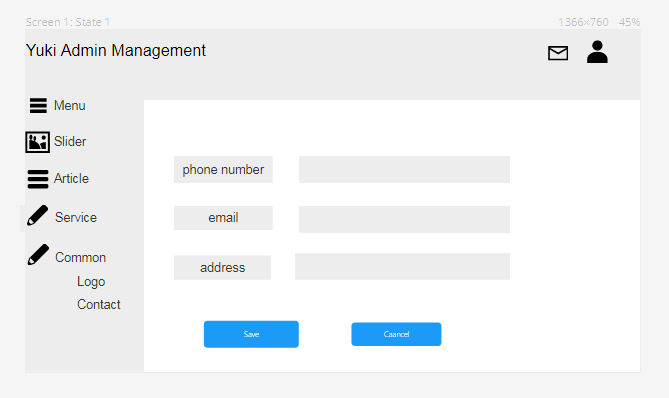 Screen 1: State 1
1366×760 45%
Yuki Admin Management
Menu
Slider
Article
Service
Common
Logo
Contact
phone number
email
address
Save
Caancel